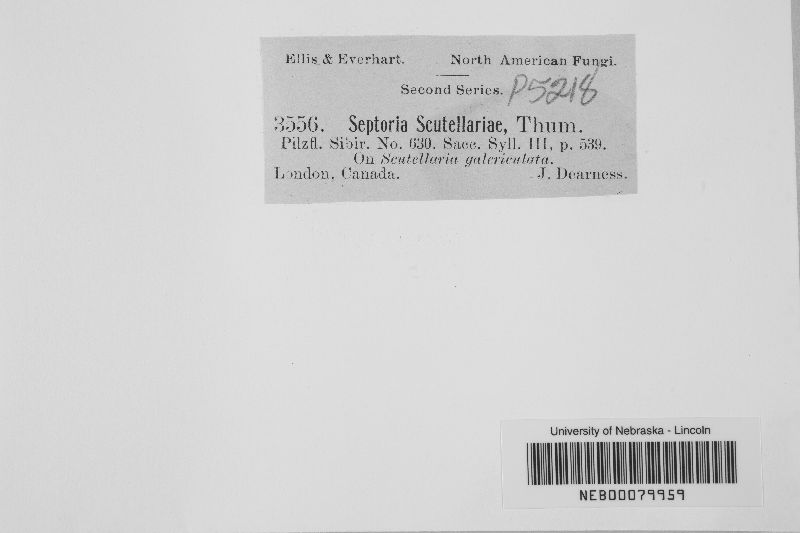 Ellis & Everhart. North American Fungi.
Second Series. P5218
3556. Septoria Scutellariae, Thum.
Pilzfl. Sibir. No. 630. Sacc. Syll. III, p. 539.
On Scutellaria galericulata.
London, Canada. J. Dearness.
University of Nebraska - Lincoln
NEB00079959